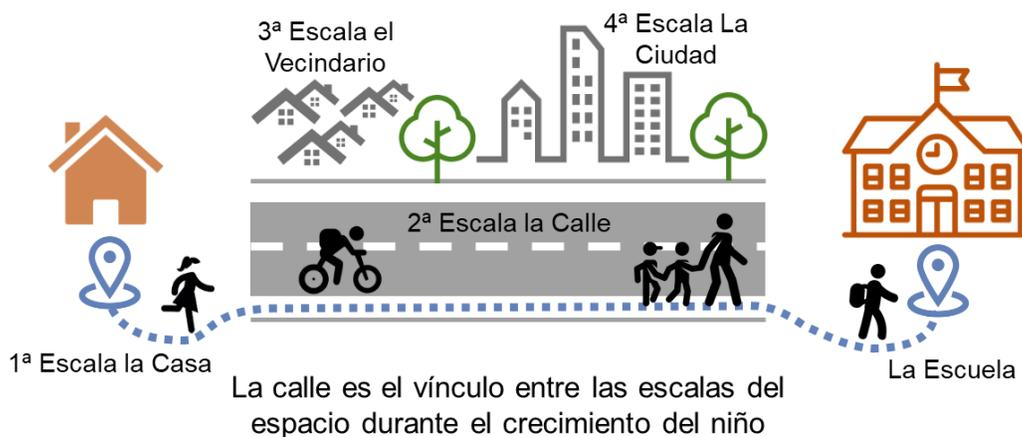 3ª Escala el
Vecindario
4ª Escala La
Ciudad
2ª Escala la Calle
1ª Escala la Casa
La Escuela
La calle es el vínculo entre las escalas del
espacio durante el crecimiento del niño